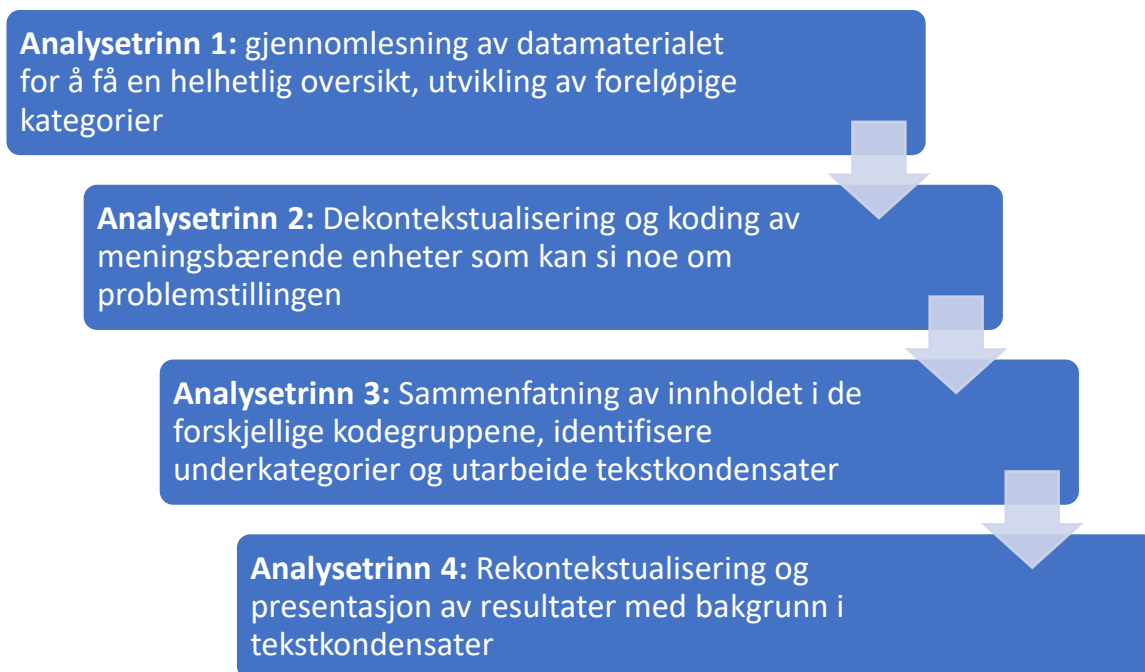 Analysetrinn 1: gjennomlesning av datamaterialet
for å få en helhetlig oversikt, utvikling av foreløpige
kategorier
Analysetrinn 2: Dekontekstualisering og koding av
meningsbærende enheter som kan si noe om
problemstillingen
Analysetrinn 3: Sammenfatning av innholdet i de
forskjellige kodegruppene, identifisere
underkategorier og utarbeide tekstkondensater
Analysetrinn 4: Rekontekstualisering og
presentasjon av resultater med bakgrunn i
tekstkondensater